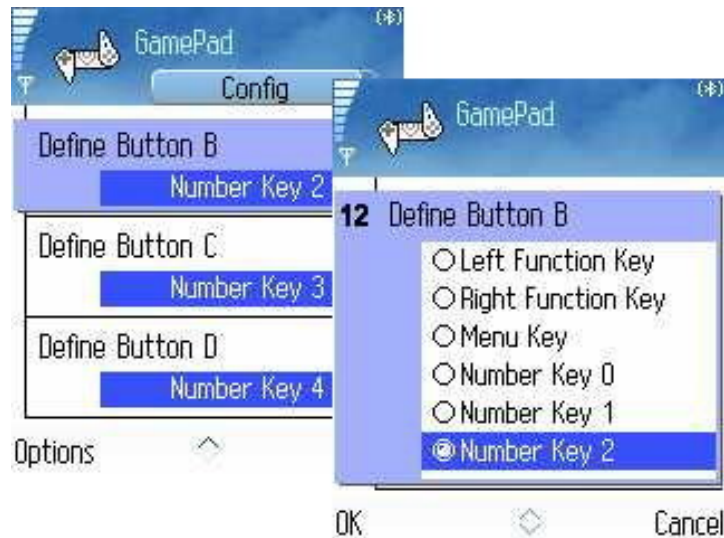 GamePad
Config
Define Button B
Number Key 2
Define Button C
Number Key 3
Define Button D
Number Key 4
Options
GamePad
12 Define Button B
Left Function Key
Right Function Key
Menu Key
Number Key 0
Number Key 1
Number Key 2
OK
Cancel